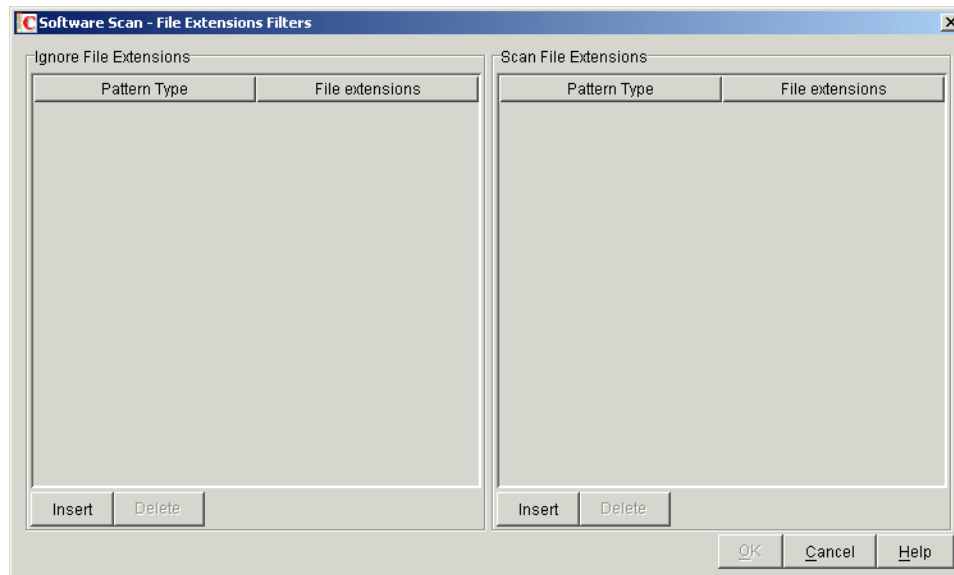 Software Scan - File Extensions Filters
Ignore File Extensions
Pattern Type File extensions
Insert Delete
Scan File Extensions
Pattern Type File extensions
Insert Delete
OK Cancel Help